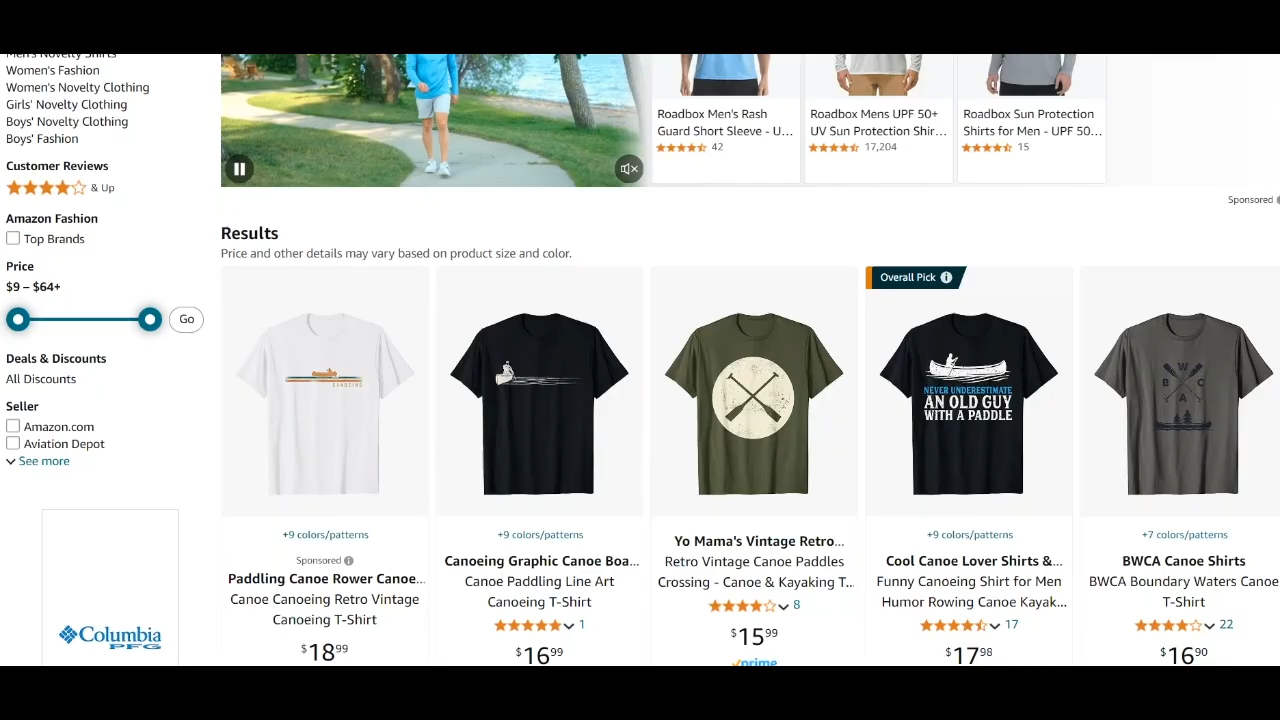 Men's Novelty Shirts
Women's Fashion
Women's Novelty Clothing
Girls' Novelty Clothing
Boys' Novelty Clothing
Boys' Fashion
Customer Reviews
& Up
Amazon Fashion
Top Brands
Price
$9 – $64+
Go
Deals & Discounts
All Discounts
Seller
Amazon.com
Aviation Depot
See more
Columbia
PFG
Roadbox Men's Rash
Guard Short Sleeve - U...
42
Roadbox Mens UPF 50+
UV Sun Protection Shir...
17,204
Roadbox Sun Protection
Shirts for Men - UPF 50...
15
Sponsored
Results
Price and other details may vary based on product size and color.
CANOEING
+9 colors/patterns
Sponsored
Paddling Canoe Rower Canoe...
Canoe Canoeing Retro Vintage
Canoeing T-Shirt
$18.99
+9 colors/patterns
Canoeing Graphic Canoe Boa...
Canoe Paddling Line Art
Canoeing T-Shirt
1
$16.99
Yo Mama's Vintage Retro...
Retro Vintage Canoe Paddles
Crossing - Canoe & Kayaking T...
8
$15.99
prime
Overall Pick
NEVER UNDERESTIMATE
AN OLD GUY
WITH A PADDLE
+9 colors/patterns
Cool Canoe Lover Shirts &...
Funny Canoeing Shirt for Men
Humor Rowing Canoe Kayak...
17
$17.98
W
B C
A
+7 colors/patterns
BWCA Canoe Shirts
BWCA Boundary Waters Canoe
T-Shirt
22
$16.90